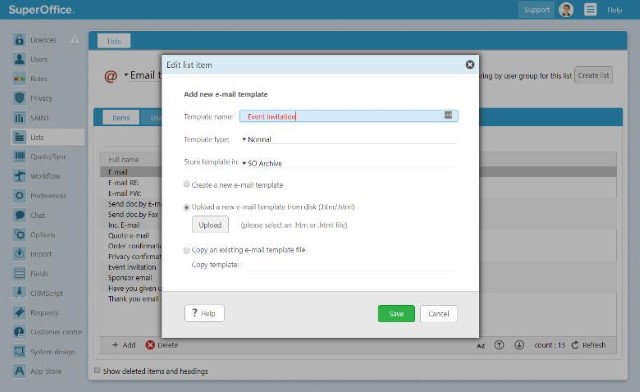 SuperOffice.
Support
Help
Licences
Users
Roles
Privacy
SAINT
Lists
Quote/Sync
Workflow
Preferences
Chat
Options
Import
Fields
CRMScript
Requests
Customer centre
System design
App Store
Lists
Email t
ing by user group for this list
Create list
Items
Use
Full name
E-mail
E-mail RE:
E-mail FW:
Send doc.by E-m
Send doc.by Fax
Inc. E-mail
Quote e-mail
Order confirmatio
Privacy confirmat
Event invitation
Sponsor email
Have you given u
Thank you email
Add
Delete
AZ
count : 13
Refresh
Show deleted items and headings
Edit list item
Add new e-mail template
Template name:
Event invitation
Template type:
Normal
Store template in:
SO Archive
Create a new e-mail template
Upload a new e-mail template from disk (.htm/.html)
Upload
(please select an .htm or .html file)
Copy an existing e-mail template file
Copy template:
? Help
Save
Cancel